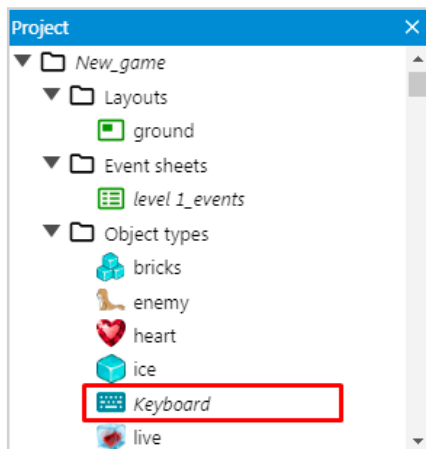 Project
New_game
Layouts
ground
Event sheets
level 1_events
Object types
bricks
enemy
heart
ice
Keyboard
live